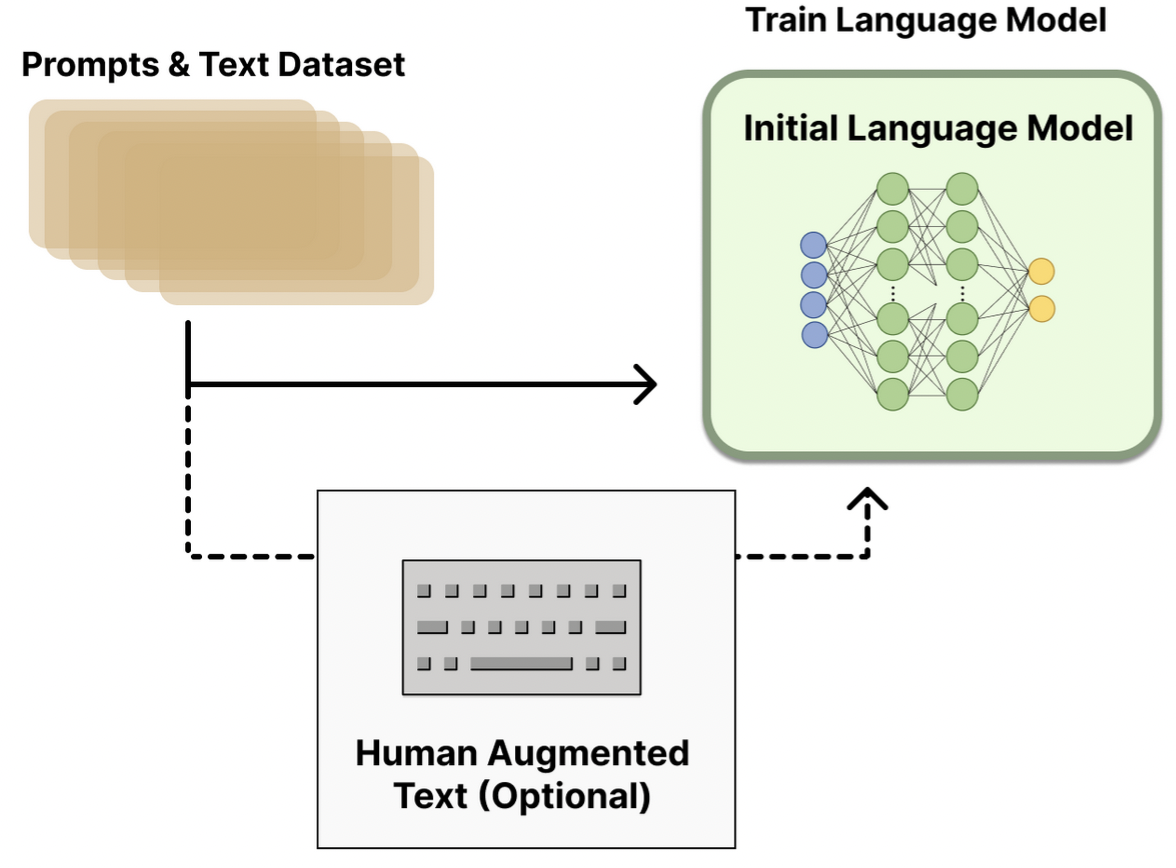 Train Language Model
Prompts & Text Dataset
Initial Language Model
Human Augmented
Text (Optional)